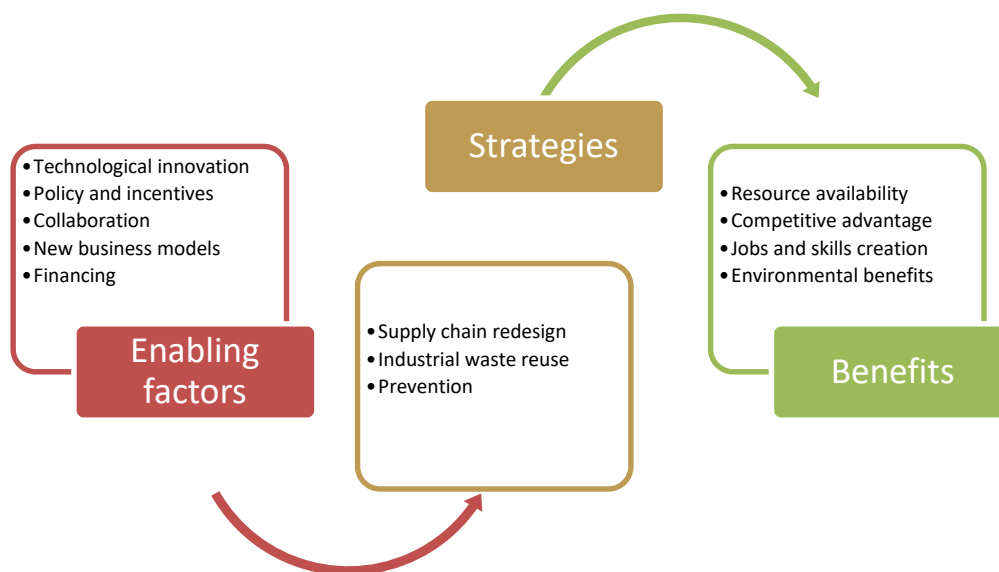 •Technological innovation
•Policy and incentives
•Collaboration
•New business models
•Financing
Enabling
factors
Strategies
•Supply chain redesign
•Industrial waste reuse
•Prevention
•Resource availability
•Competitive advantage
•Jobs and skills creation
•Environmental benefits
Benefits